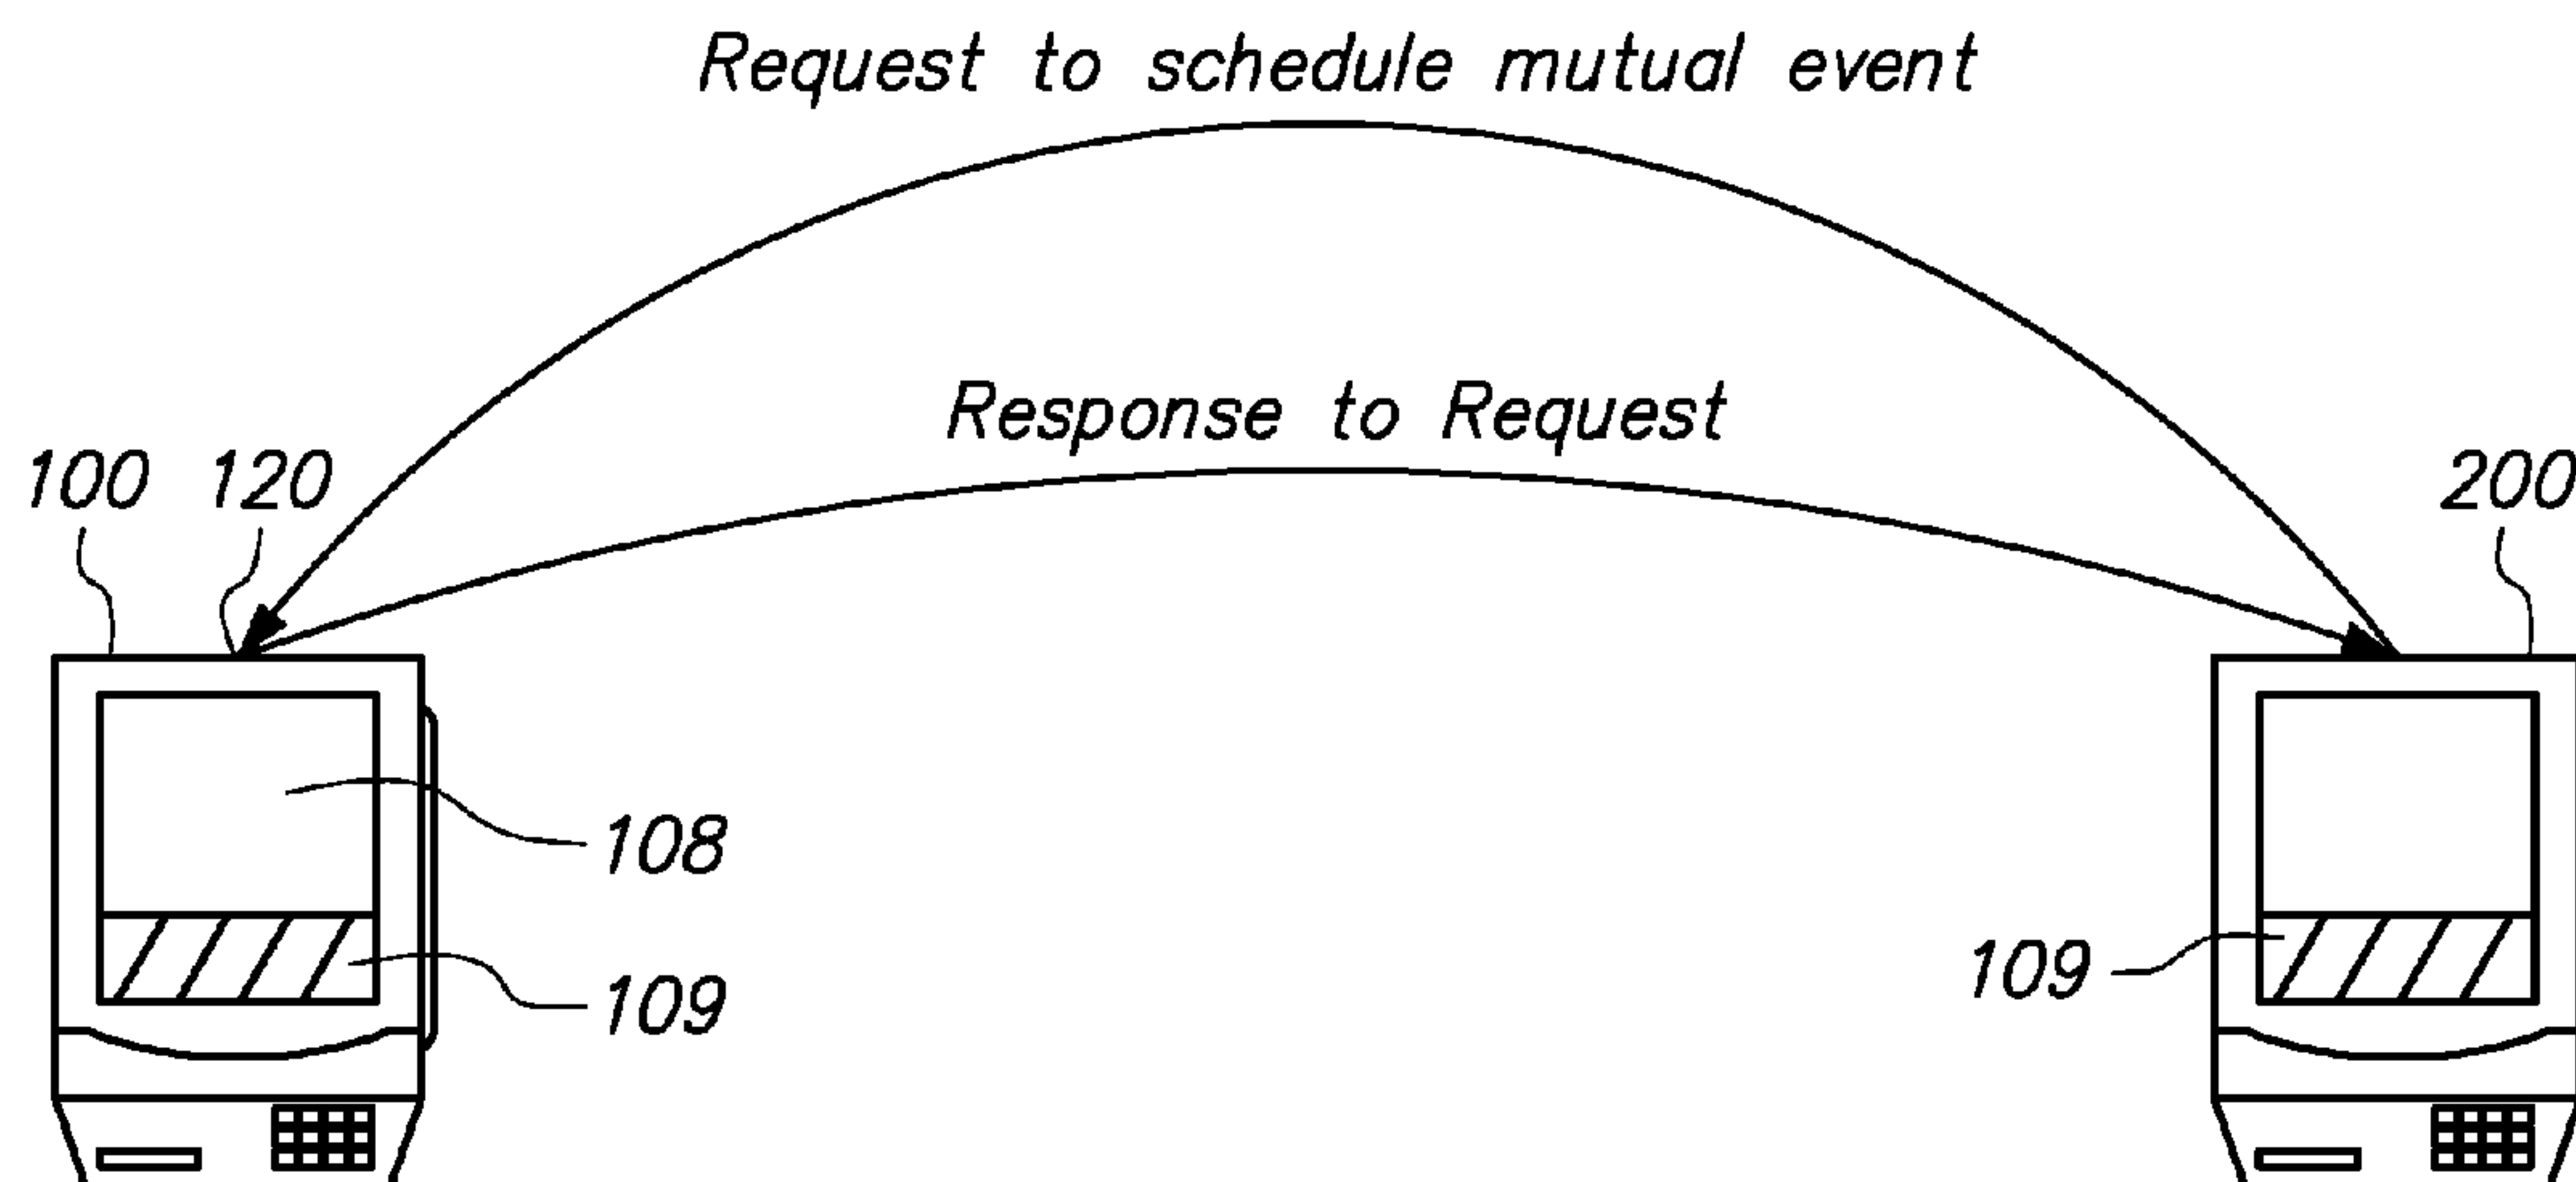 Request to schedule mutual event
Response to Request
100 120 200
108
109 109